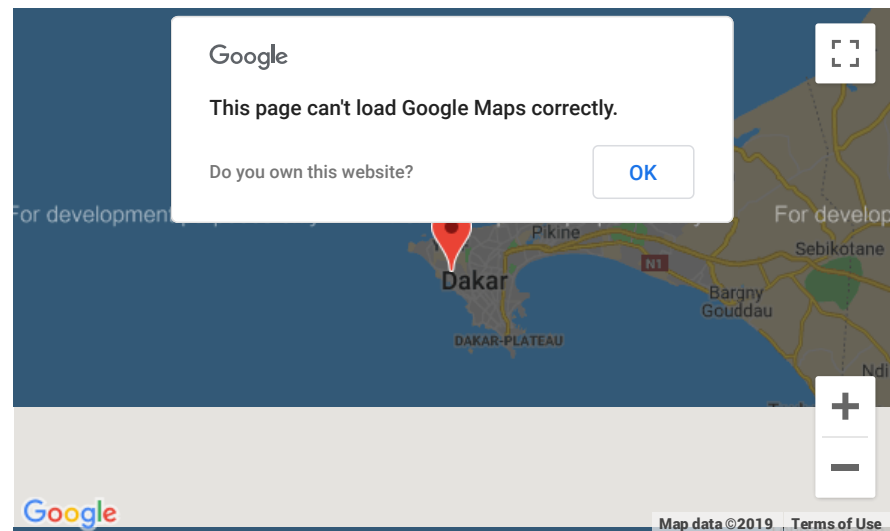 Google
This page can't load Google Maps correctly.
Do you own this website?
OK
For development
For develop
Pikine
Sebikotane
N1
Dakar
Bargny
Gouddau
DAKAR-PLATEAU
Ndi
Google
Map data ©2019
Terms of Use